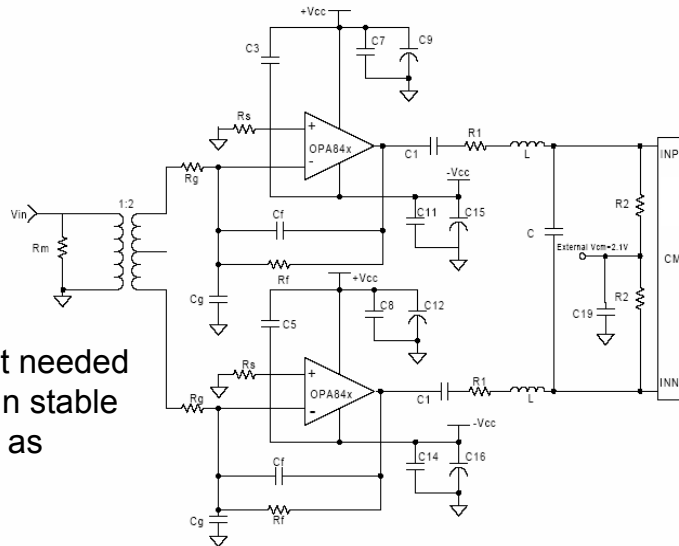 +Vcc
C3
C7
C9
Rs
+
-
OPA84x
C1
R1
L
INP
Rg
-Vcc
1:2
Vin
Rm
Cf
C11
C15
R2
C
External Vcm=2.1V
CM
Rf
+Vcc
Cg
C8
C12
C5
R2
C19
t needed
n stable
as
Rs
+
-
OPA84x
C1
R1
L
INN
Rg
-Vcc
Cf
C14
C16
Rf
Cg